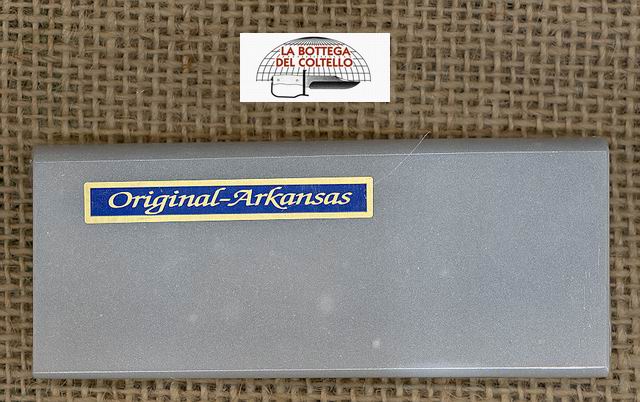 LA BOTTEGA
DEL COLTELLO
Original-Arkansas